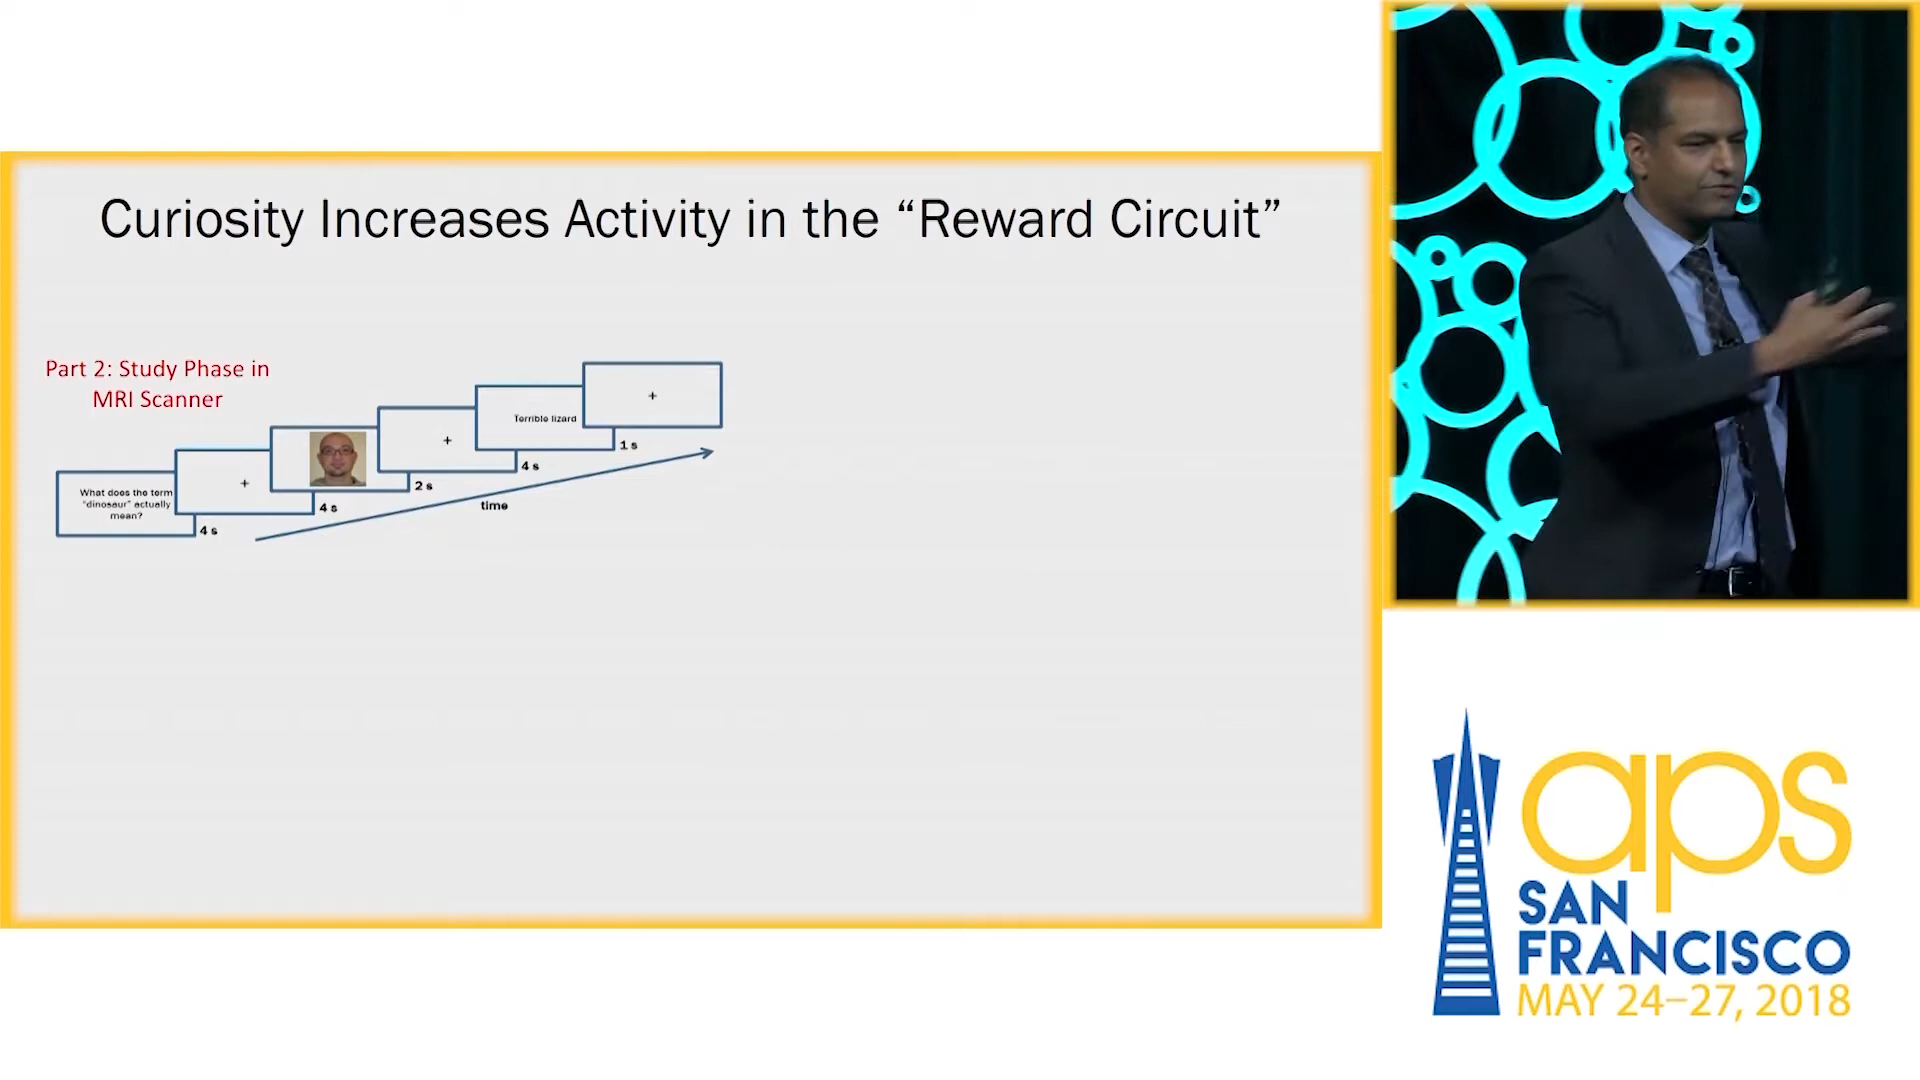 Curiosity Increases Activity in the “Reward Circuit”
Part 2: Study Phase in
MRI Scanner
What does the term
"dinosaur" actually
mean?
4 s
+
4 s
2 s
+
4 s
Terrible lizard
1 s
+
time
aps
SAN
FRANCISCO
MAY 24–27, 2018